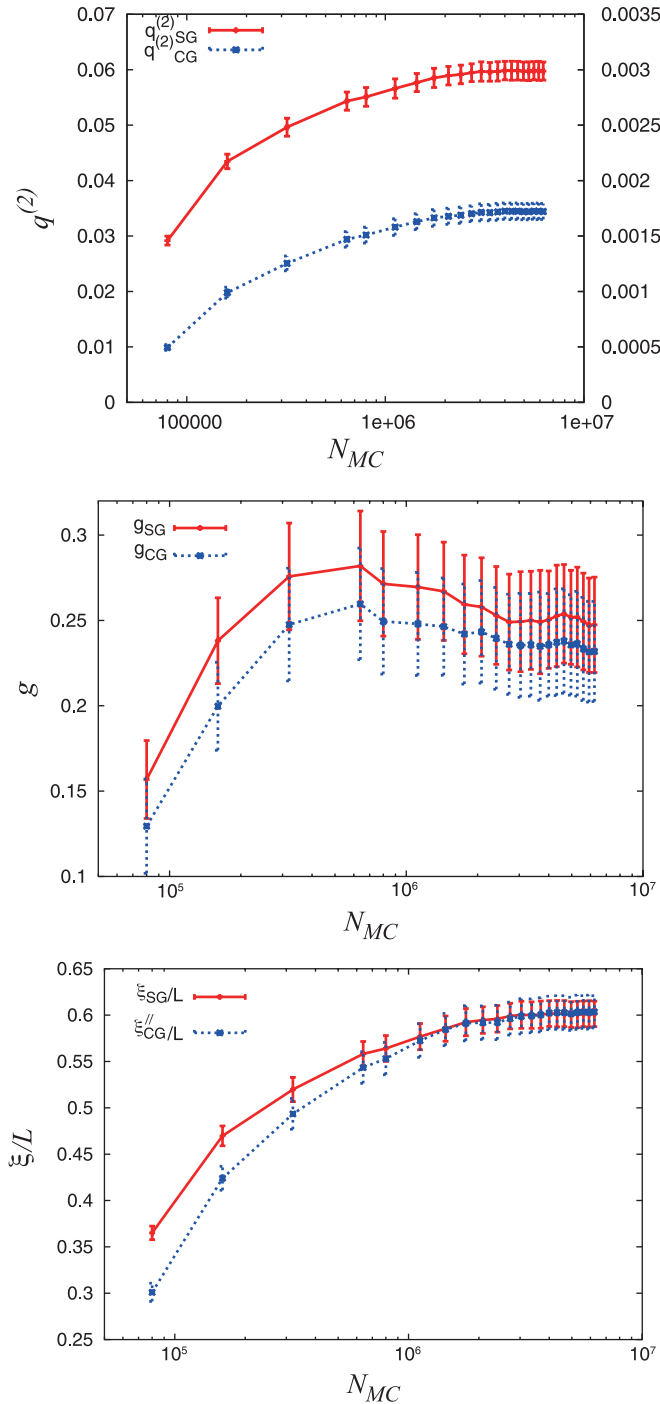 0.07
0.06
0.05
0.04
0.03
0.02
0.01
0
0.0035
0.003
0.0025
0.002
0.0015
0.001
0.0005
0
q(2)SG
q(2)CG
q(2)
100000
1e+06
1e+07
NMC
0.3
0.25
0.2
0.15
0.1
gSG
gCG
g
10⁵
10⁶
10⁷
NMC
0.65
0.6
0.55
0.5
0.45
0.4
0.35
0.3
0.25
ξSG/L
ξ//CG/L
ξ/L
10⁵
10⁶
10⁷
NMC